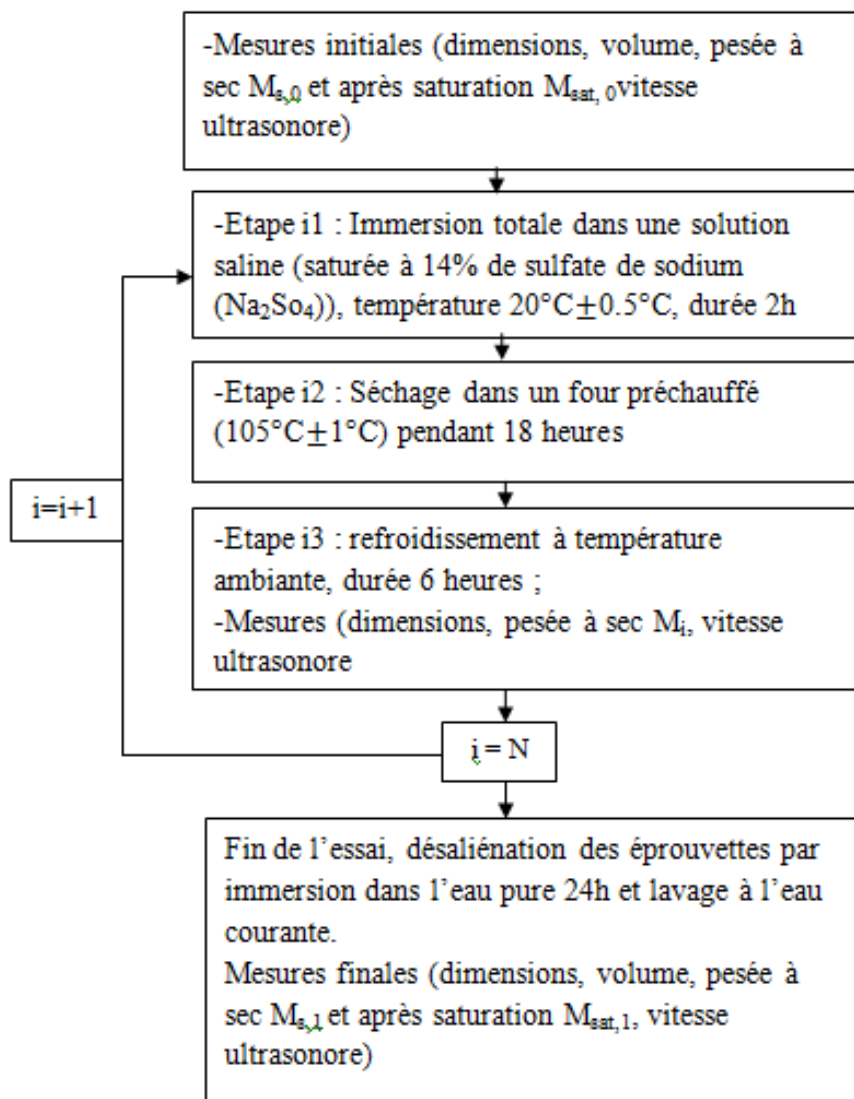 -Mesures initiales (dimensions, volume, pesée à
sec Ms,0 et après saturation Msat, 0vitesse
ultrasonore)
-Etape i1 : Immersion totale dans une solution
saline (saturée à 14% de sulfate de sodium
(Na2So4)), température 20°C±0.5°C, durée 2h
-Etape i2 : Séchage dans un four préchauffé
(105°C±1°C) pendant 18 heures
i=i+1
-Etape i3 : refroidissement à température
ambiante, durée 6 heures ;
-Mesures (dimensions, pesée à sec Mi, vitesse
ultrasonore
i = N
Fin de l'essai, désaliénation des éprouvettes par
immersion dans l'eau pure 24h et lavage à l'eau
courante.
Mesures finales (dimensions, volume, pesée à
sec Ms,1 et après saturation Msat,1, vitesse
ultrasonore)